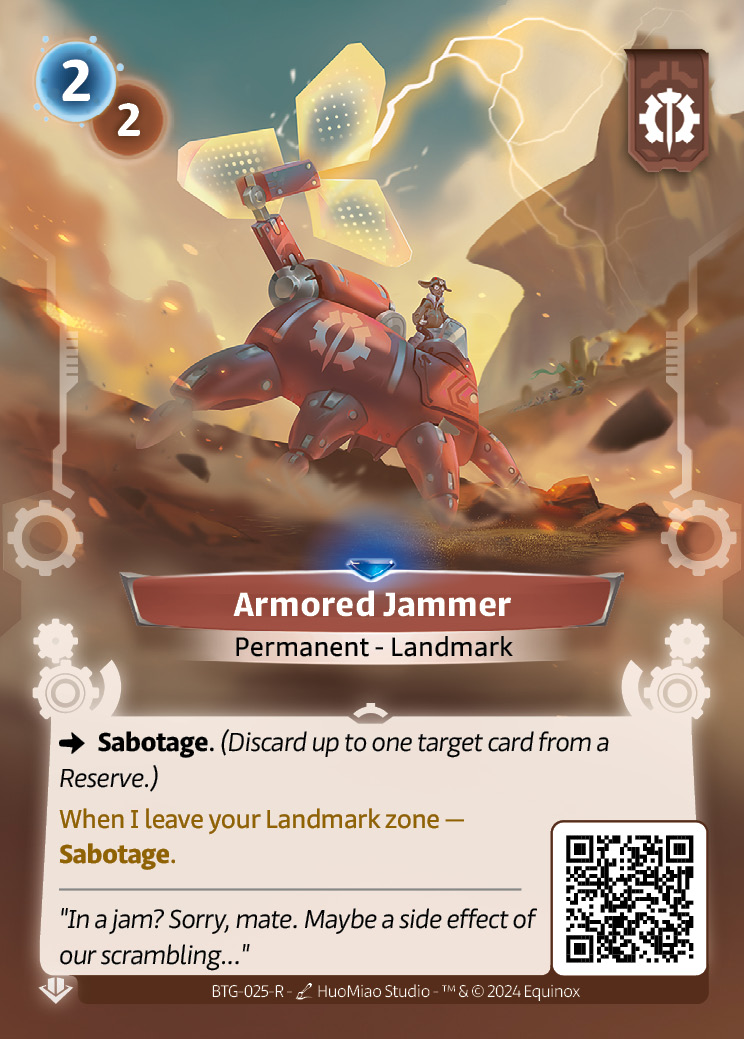 2
2
Armored Jammer
Permanent - Landmark
Sabotage. (Discard up to one target card from a
Reserve.)
When I leave your Landmark zone —
Sabotage.
"In a jam? Sorry, mate. Maybe a side effect of
our scrambling..."
BTG-025-R - HuoMiao Studio - ™ & © 2024 Equinox